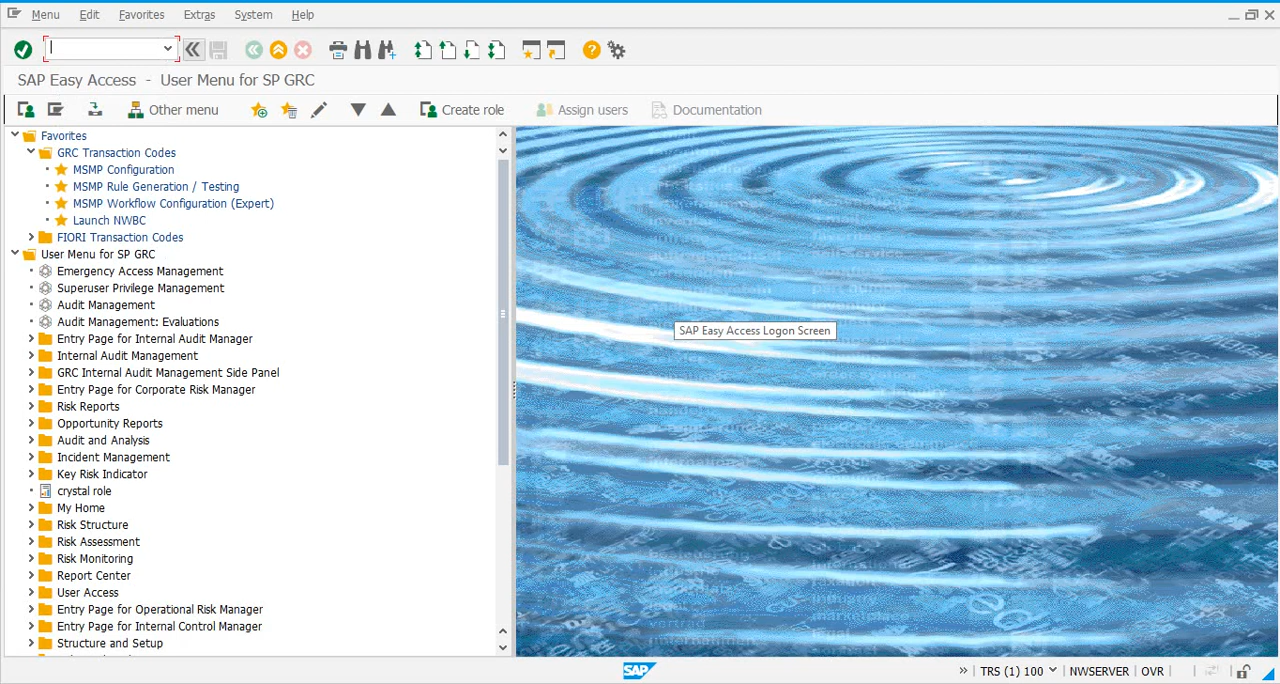 Menu Edit Favorites Extras System Help
SAP Easy Access - User Menu for SP GRC
Other menu Create role Assign users Documentation
Favorites
GRC Transaction Codes
MSMP Configuration
MSMP Rule Generation / Testing
MSMP Workflow Configuration (Expert)
Launch NWBC
FIORI Transaction Codes
User Menu for SP GRC
Emergency Access Management
Superuser Privilege Management
Audit Management
Audit Management: Evaluations
Entry Page for Internal Audit Manager
Internal Audit Management
GRC Internal Audit Management Side Panel
Entry Page for Corporate Risk Manager
Risk Reports
Opportunity Reports
Audit and Analysis
Incident Management
Key Risk Indicator
crystal role
My Home
Risk Structure
Risk Assessment
Risk Monitoring
Report Center
User Access
Entry Page for Operational Risk Manager
Entry Page for Internal Control Manager
Structure and Setup
SAP Easy Access Logon Screen
international
marketplace
SAP
TRS (1) 100 NWSERVER OVR